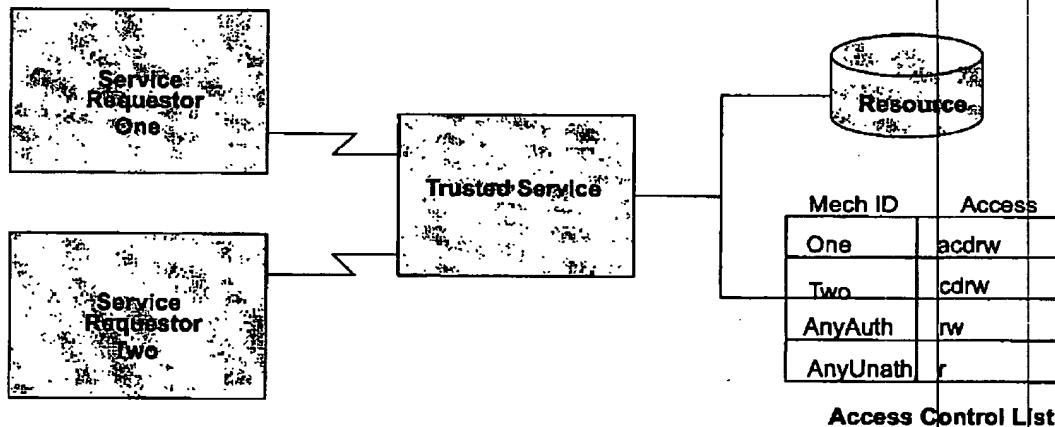 Service
Requestor
One
Resource
Trusted Service
Mech ID Access
One acdrw
Two cdrw
AnyAuth rw
AnyUnath r
Service
Requestor
Two
Access Control List